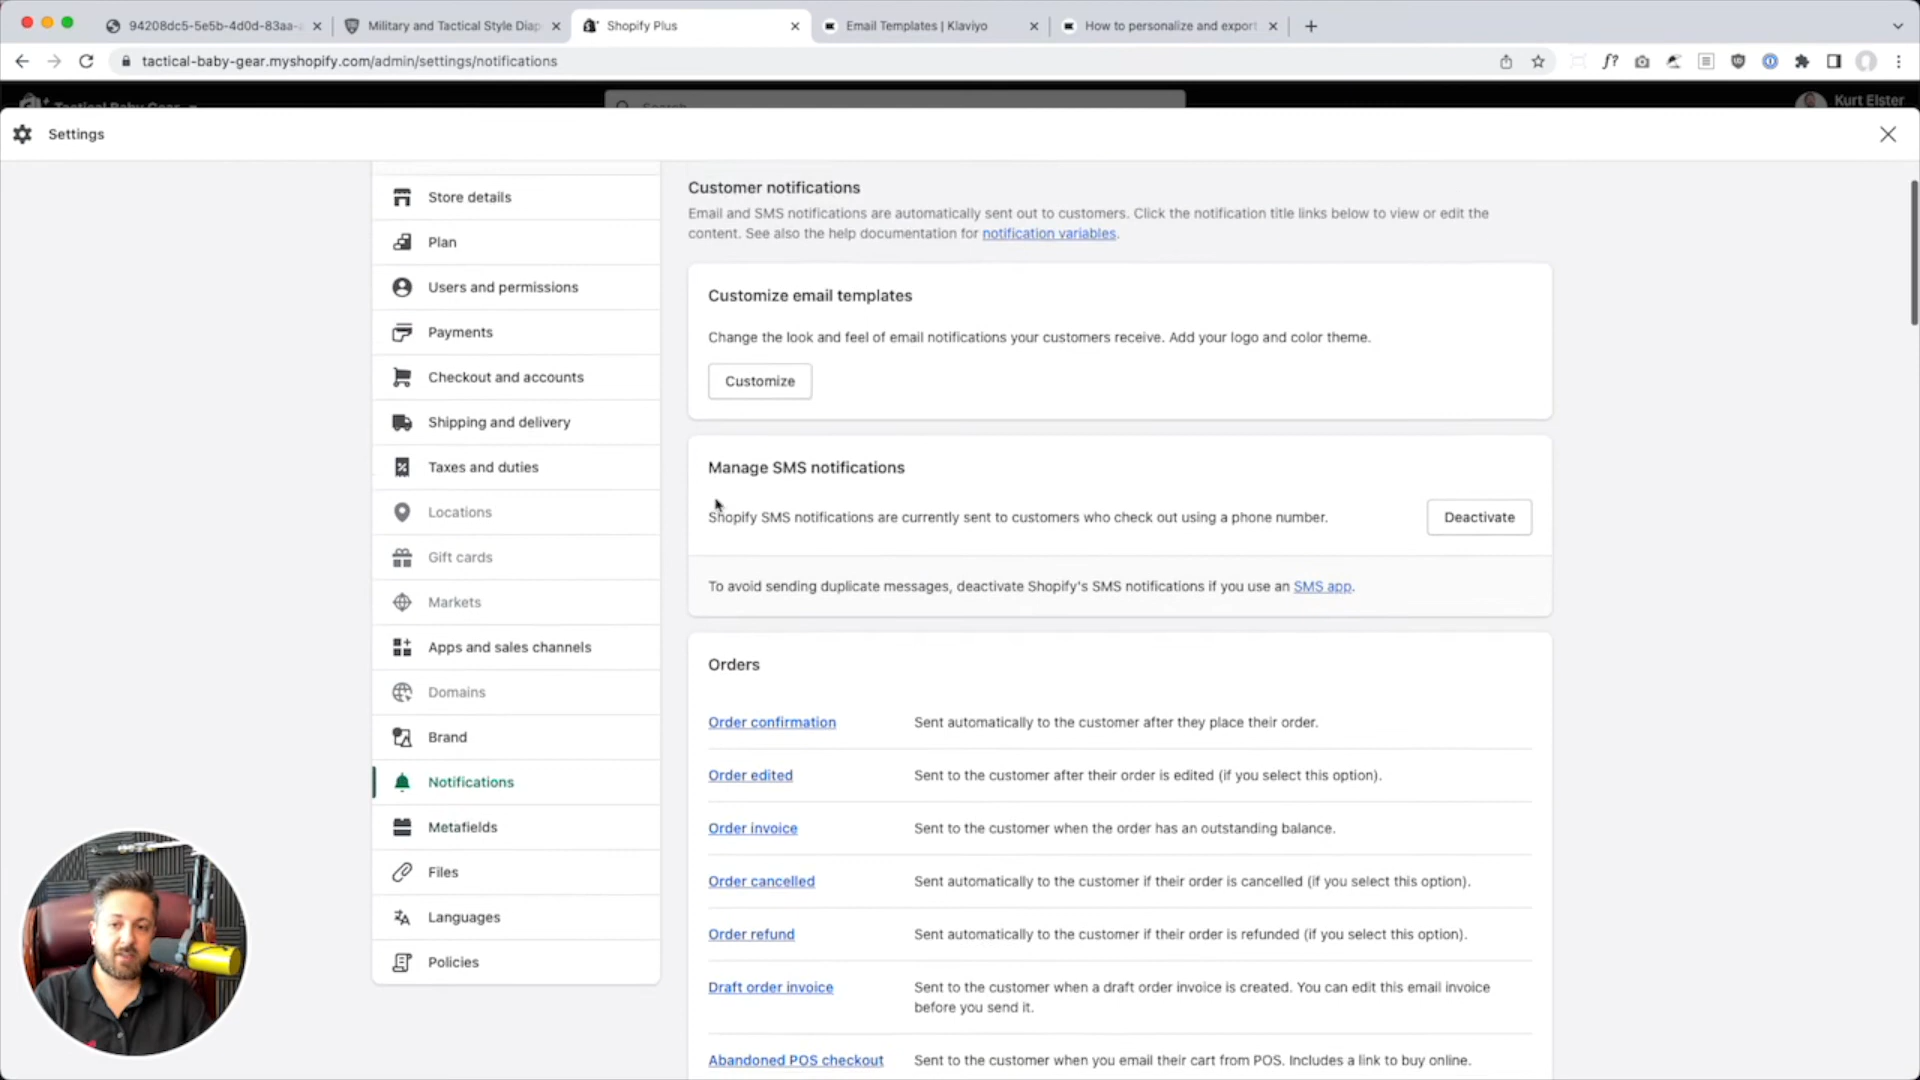 94208dc5-5e5b-4d0d-83aa-
Military and Tactical Style Diap
Shopify Plus
Email Templates | Klaviyo
How to personalize and export
tactical-baby-gear.myshopify.com/admin/settings/notifications
f?
Tactical Baby Gear
Search
Kurt Elster
Settings
Store details
Plan
Users and permissions
Payments
Checkout and accounts
Shipping and delivery
Taxes and duties
Locations
Gift cards
Markets
Apps and sales channels
Domains
Brand
Notifications
Metafields
Files
Languages
Policies
Customer notifications
Email and SMS notifications are automatically sent out to customers. Click the notification title links below to view or edit the
content. See also the help documentation for notification variables.
Customize email templates
Change the look and feel of email notifications your customers receive. Add your logo and color theme.
Customize
Manage SMS notifications
Shopify SMS notifications are currently sent to customers who check out using a phone number.
Deactivate
To avoid sending duplicate messages, deactivate Shopify's SMS notifications if you use an SMS app.
Orders
Order confirmation
Sent automatically to the customer after they place their order.
Order edited
Sent to the customer after their order is edited (if you select this option).
Order invoice
Sent to the customer when the order has an outstanding balance.
Order cancelled
Sent automatically to the customer if their order is cancelled (if you select this option).
Order refund
Sent automatically to the customer if their order is refunded (if you select this option).
Draft order invoice
Sent to the customer when a draft order invoice is created. You can edit this email invoice
before you send it.
Abandoned POS checkout
Sent to the customer when you email their cart from POS. Includes a link to buy online.